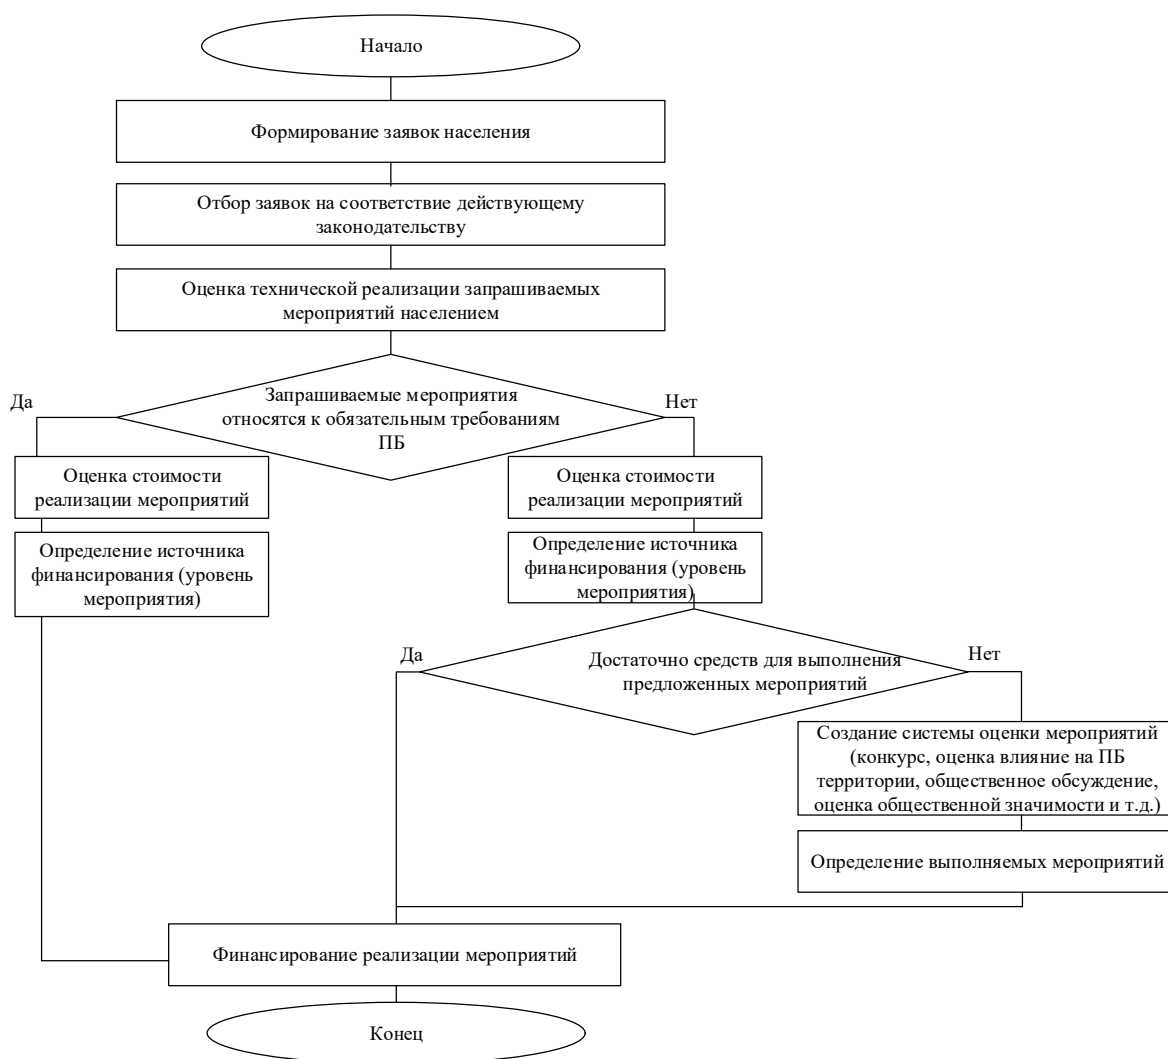 Начало
Формирование заявок населения
Отбор заявок на соответствие действующему
законодательству
Оценка технической реализации запрашиваемых
мероприятий населением
Запрашиваемые мероприятия
относятся к обязательным требованиям
ПБ
Да
Нет
Оценка стоимости
реализации мероприятий
Оценка стоимости
реализации мероприятий
Определение источника
финансирования (уровень
мероприятия)
Определение источника
финансирования (уровень
мероприятия)
Да
Достаточно средств для выполнения
предложенных мероприятий
Нет
Создание системы оценки мероприятий
(конкурс, оценка влияние на ПБ
территории, общественное обсуждение,
оценка общественной значимости и т.д.)
Определение выполняемых мероприятий
Финансирование реализации мероприятий
Конец